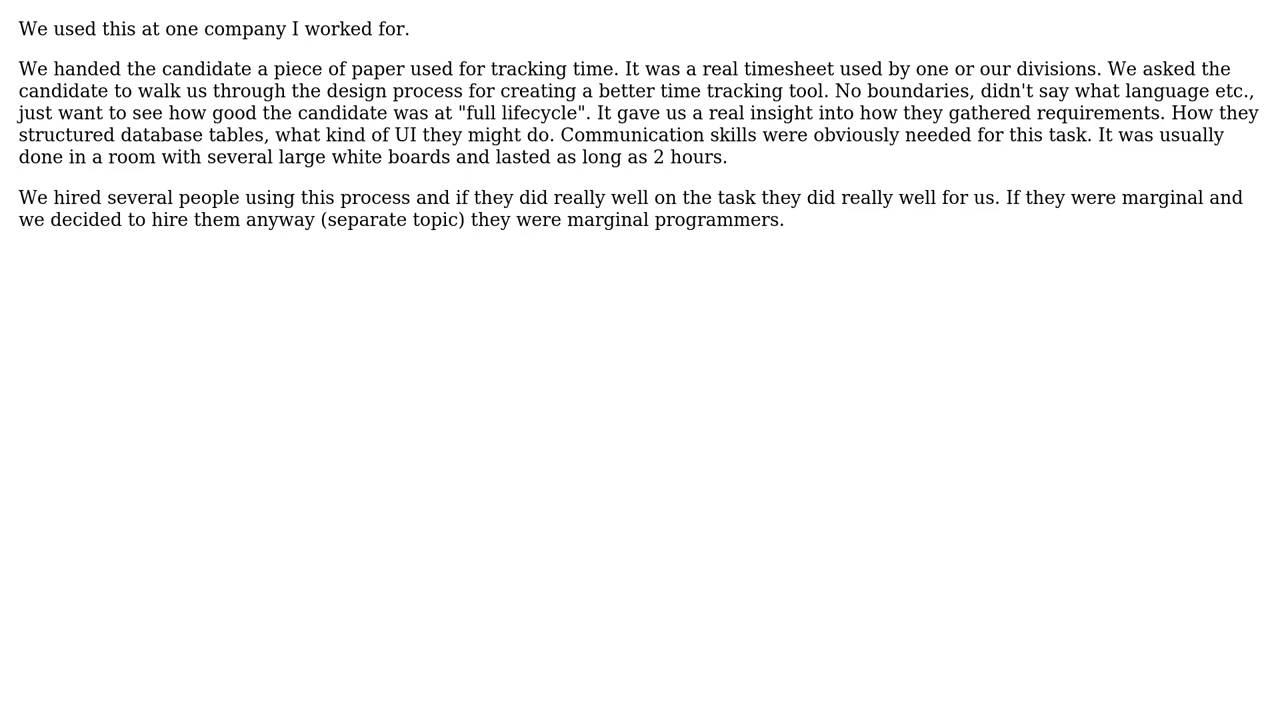 We used this at one company I worked for.
We handed the candidate a piece of paper used for tracking time. It was a real timesheet used by one or our divisions. We asked the
candidate to walk us through the design process for creating a better time tracking tool. No boundaries, didn't say what language etc.,
just want to see how good the candidate was at "full lifecycle". It gave us a real insight into how they gathered requirements. How they
structured database tables, what kind of UI they might do. Communication skills were obviously needed for this task. It was usually
done in a room with several large white boards and lasted as long as 2 hours.
We hired several people using this process and if they did really well on the task they did really well for us. If they were marginal and
we decided to hire them anyway (separate topic) they were marginal programmers.